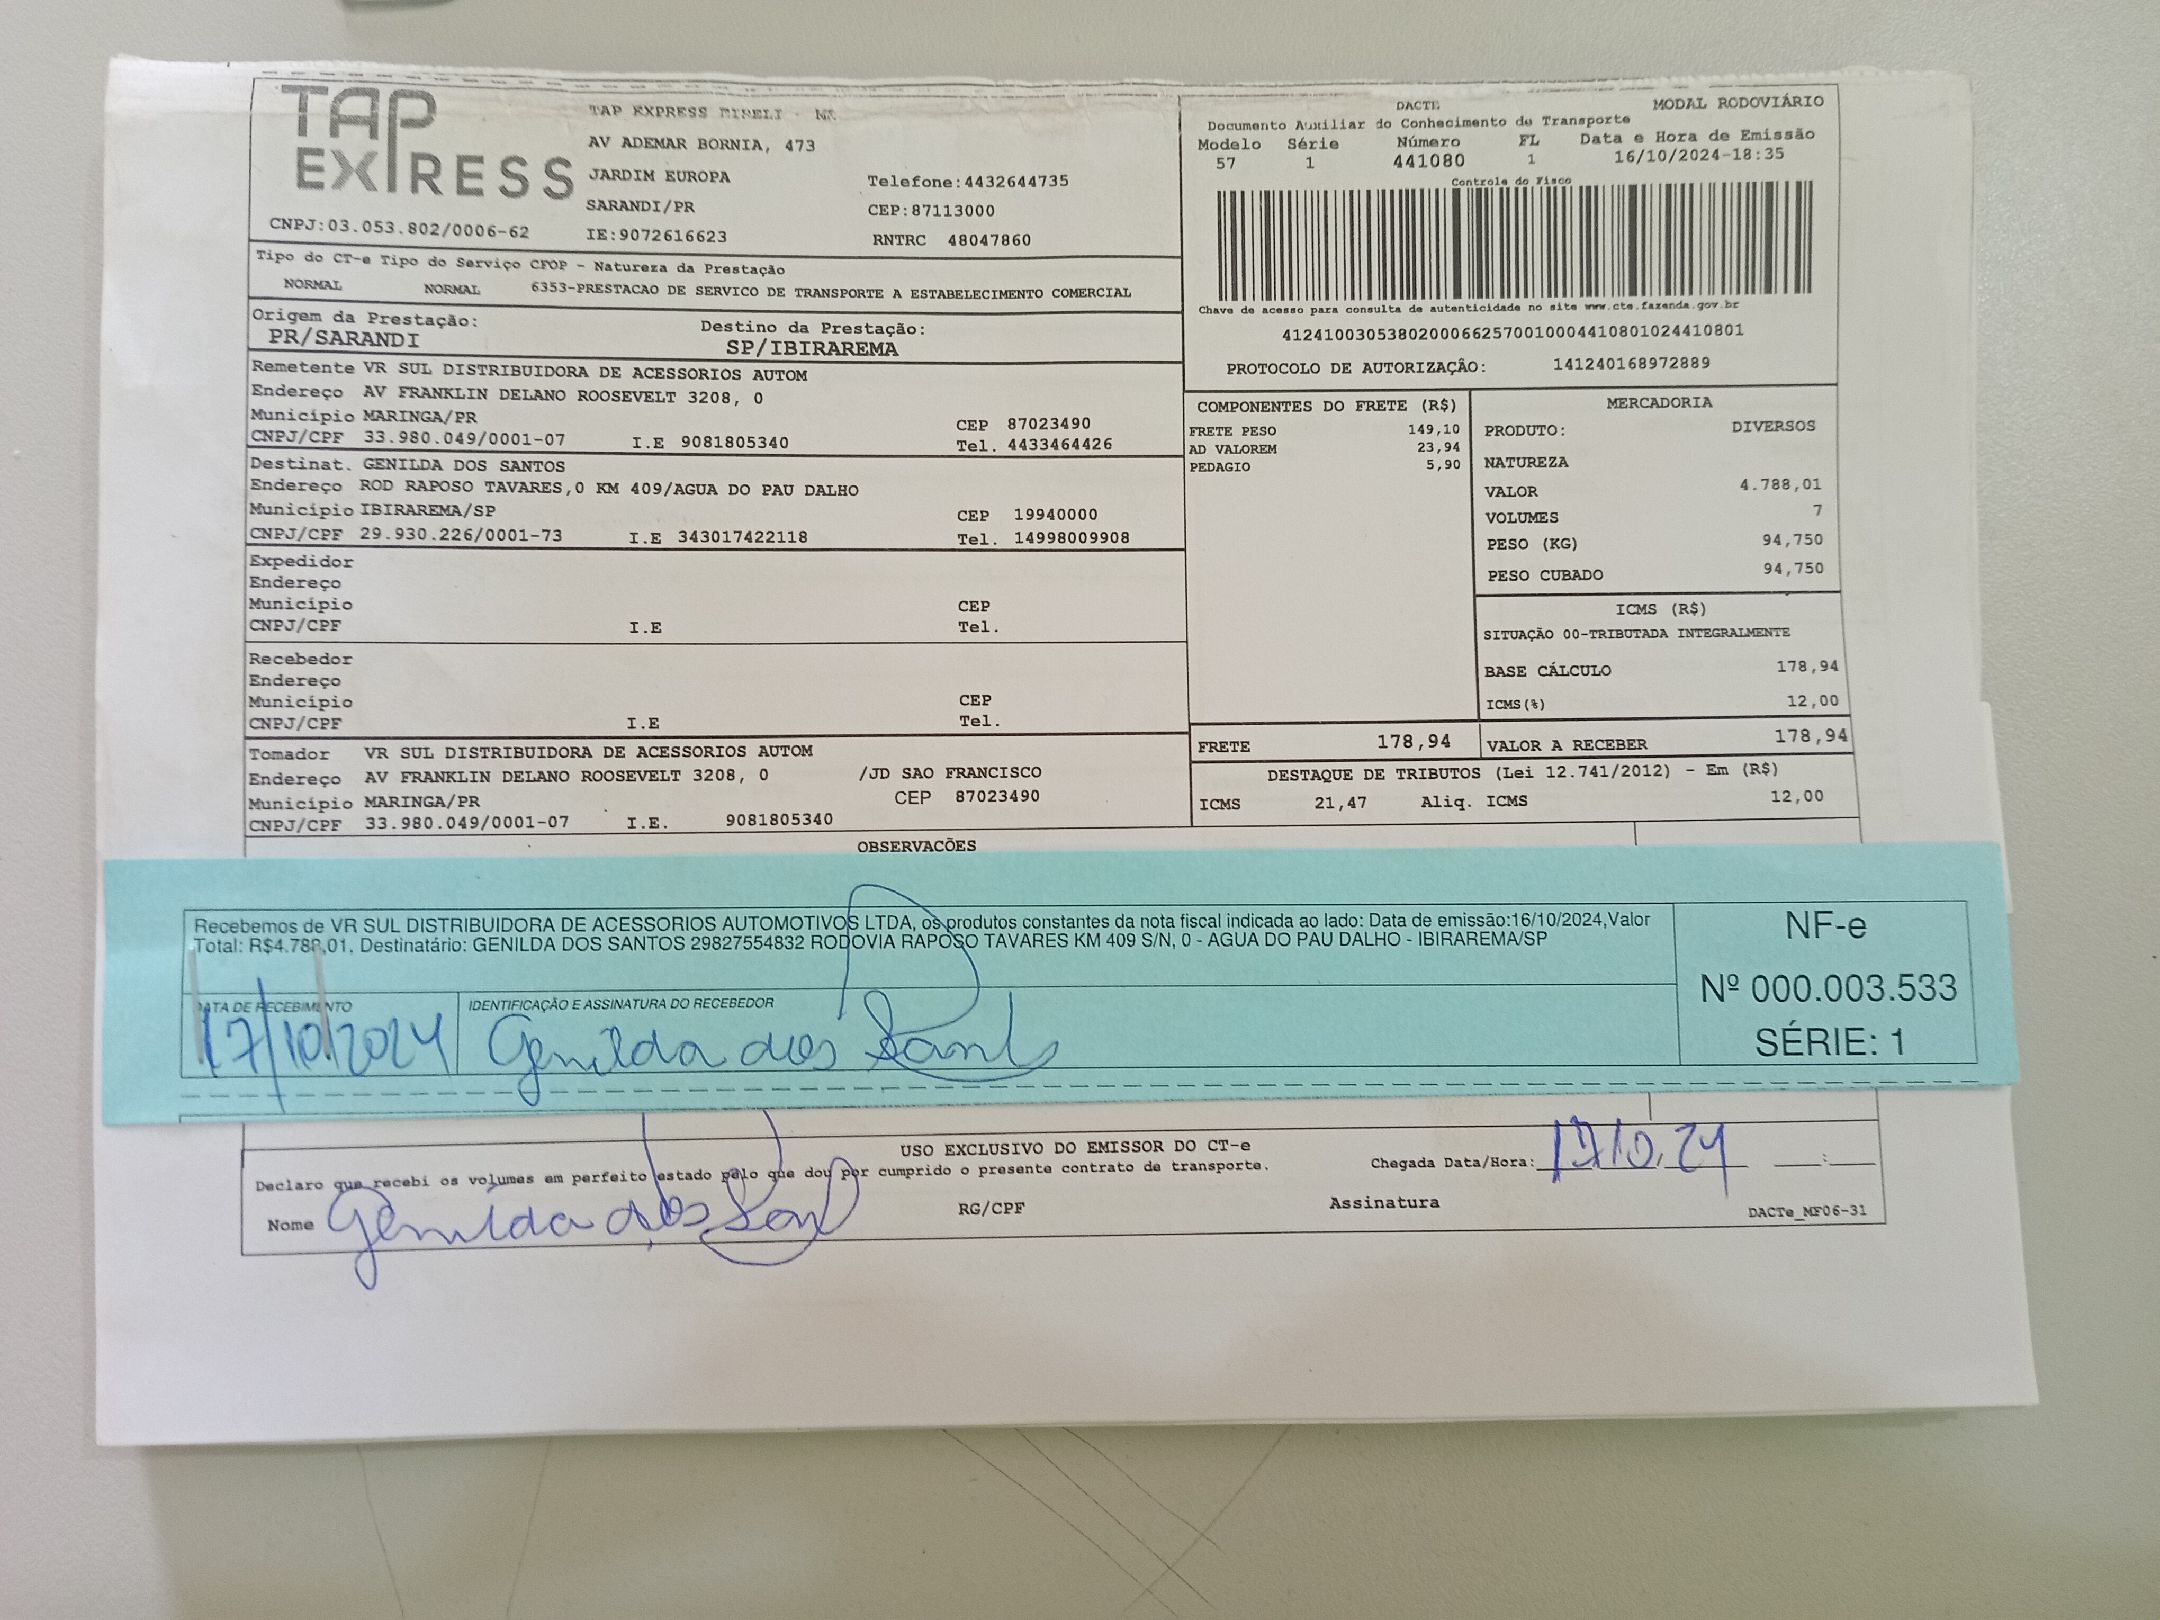 TAP
EXPRESS
TAP EXPRESS EIRELI - MA
AV ADEMAR BORNIA, 473
JARDIM EUROPA
Telefone:4432644735
SARANDI/PR
CEP:87113000
CNPJ:03.053.802/0006-62
IE:9072616623
RNTRC 48047860
DACTE
MODAL RODOVIÁRIO
Documento Auxiliar do Conhecimento de Transporte
Modelo Série Número FL Data e Hora de Emissão
57 1 441080 1 16/10/2024-18:35
Controle do Fisco
Chave de acesso para consulta de autenticidade no site www.cte.fazenda.gov.br
41241003053802000662570010004410801024410801
PROTOCOLO DE AUTORIZAÇÃO: 141240168972889
Tipo do CT-e Tipo do Serviço CFOP - Natureza da Prestação
NORMAL NORMAL 6353-PRESTACAO DE SERVICO DE TRANSPORTE A ESTABELECIMENTO COMERCIAL
Origem da Prestação: Destino da Prestação:
PR/SARANDI SP/IBIRAREMA
Remetente VR SUL DISTRIBUIDORA DE ACESSORIOS AUTOM
Endereço AV FRANKLIN DELANO ROOSEVELT 3208, 0
Município MARINGA/PR CEP 87023490
CNPJ/CPF 33.980.049/0001-07 I.E 9081805340 Tel. 4433464426
Destinat. GENILDA DOS SANTOS
Endereço ROD RAPOSO TAVARES,0 KM 409/AGUA DO PAU DALHO
Município IBIRAREMA/SP CEP 19940000
CNPJ/CPF 29.930.226/0001-73 I.E 343017422118 Tel. 14998009908
Expedidor
Endereço
Município CEP
CNPJ/CPF I.E Tel.
Recebedor
Endereço
Município CEP
CNPJ/CPF I.E Tel.
Tomador VR SUL DISTRIBUIDORA DE ACESSORIOS AUTOM
Endereço AV FRANKLIN DELANO ROOSEVELT 3208, 0 /JD SAO FRANCISCO
Município MARINGA/PR CEP 87023490
CNPJ/CPF 33.980.049/0001-07 I.E. 9081805340
COMPONENTES DO FRETE (R$)
FRETE PESO 149,10
AD VALOREM 23,94
PEDAGIO 5,90
MERCADORIA
PRODUTO: DIVERSOS
NATUREZA
VALOR 4.788,01
VOLUMES 7
PESO (KG) 94,750
PESO CUBADO 94,750
ICMS (R$)
SITUAÇÃO 00-TRIBUTADA INTEGRALMENTE
BASE CÁLCULO 178,94
ICMS(%) 12,00
FRETE 178,94 VALOR A RECEBER 178,94
DESTAQUE DE TRIBUTOS (Lei 12.741/2012) - Em (R$)
ICMS 21,47 Aliq. ICMS 12,00
OBSERVACÕES
Recebemos de VR SUL DISTRIBUIDORA DE ACESSORIOS AUTOMOTIVOS LTDA, os produtos constantes da nota fiscal indicada ao lado: Data de emissão:16/10/2024,Valor
Total: R$4.788,01, Destinatário: GENILDA DOS SANTOS 29827554832 RODOVIA RAPOSO TAVARES KM 409 S/N, 0 - AGUA DO PAU DALHO - IBIRAREMA/SP
DATA DE RECEBIMENTO IDENTIFICAÇÃO E ASSINATURA DO RECEBEDOR
17/10/2024 Genilda dos Santos
NF-e
Nº 000.003.533
SÉRIE: 1
USO EXCLUSIVO DO EMISSOR DO CT-e
Declaro que recebi os volumes em perfeito estado pelo que dou por cumprido o presente contrato de transporte.
Chegada Data/Hora: 17/10/24 __:__
Nome Genilda dos San RG/CPF Assinatura
DACTe_MF06-31